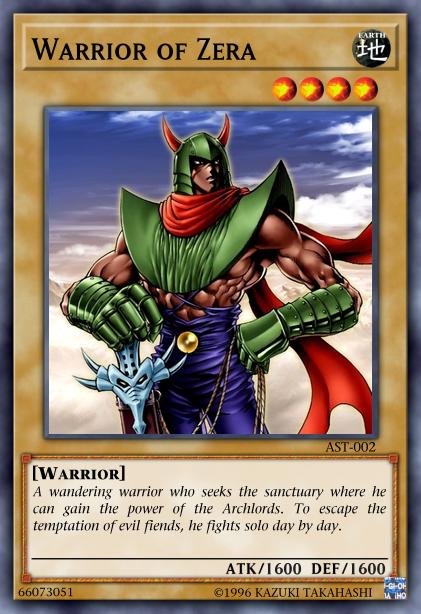 WARRIOR OF ZERA
EARTH
地
AST-002
[WARRIOR]
A wandering warrior who seeks the sanctuary where he
can gain the power of the Archlords. To escape the
temptation of evil fiends, he fights solo day by day.
ATK/1600 DEF/1600
66073051
©1996 KAZUKI TAKAHASHI